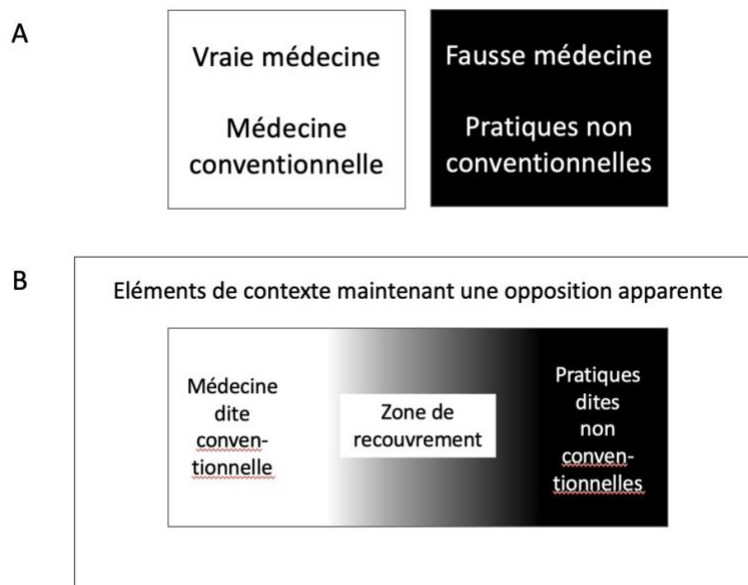 A
Vraie médecine
Médecine
conventionnelle
Fausse médecine
Pratiques non
conventionnelles
B
Eléments de contexte maintenant une opposition apparente
Médecine
dite
conven-
tionnelle
Zone de
recouvrement
Pratiques
dites
non
conven-
tionnelles